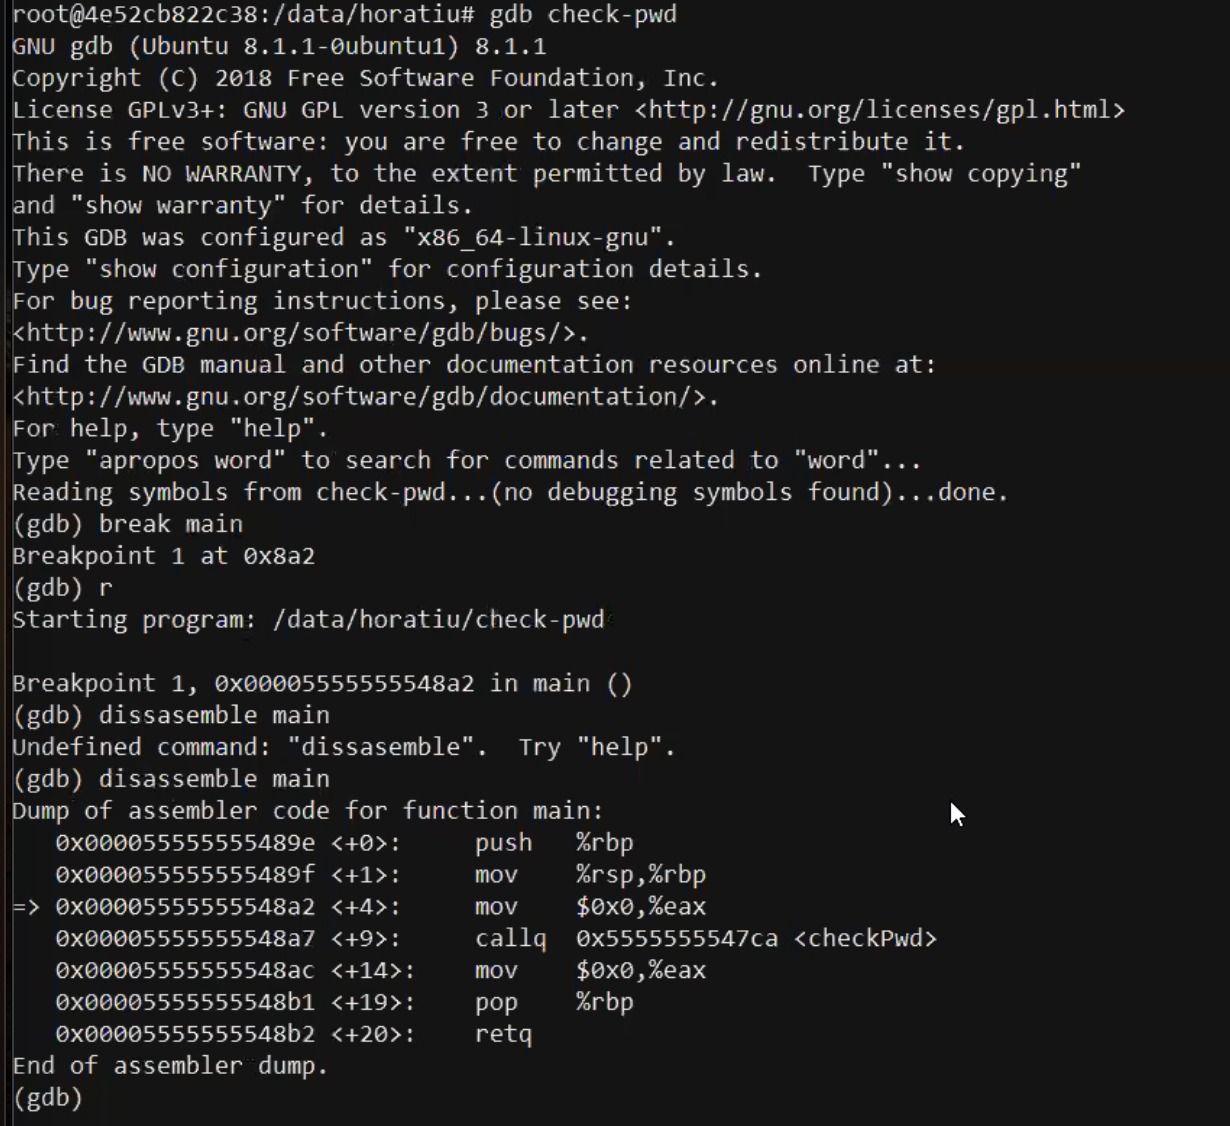 root@4e52cb822c38:/data/horatiu# gdb check-pwd
GNU gdb (Ubuntu 8.1.1-0ubuntu1) 8.1.1
Copyright (C) 2018 Free Software Foundation, Inc.
License GPLv3+: GNU GPL version 3 or later <http://gnu.org/licenses/gpl.html>
This is free software: you are free to change and redistribute it.
There is NO WARRANTY, to the extent permitted by law.  Type "show copying"
and "show warranty" for details.
This GDB was configured as "x86_64-linux-gnu".
Type "show configuration" for configuration details.
For bug reporting instructions, please see:
<http://www.gnu.org/software/gdb/bugs/>.
Find the GDB manual and other documentation resources online at:
<http://www.gnu.org/software/gdb/documentation/>.
For help, type "help".
Type "apropos word" to search for commands related to "word"...
Reading symbols from check-pwd...(no debugging symbols found)...done.
(gdb) break main
Breakpoint 1 at 0x8a2
(gdb) r
Starting program: /data/horatiu/check-pwd
Breakpoint 1, 0x00005555555548a2 in main ()
(gdb) dissasemble main
Undefined command: "dissasemble".  Try "help".
(gdb) disassemble main
Dump of assembler code for function main:
   0x000055555555489e <+0>:     push   %rbp
   0x000055555555489f <+1>:     mov    %rsp,%rbp
=> 0x00005555555548a2 <+4>:     mov    $0x0,%eax
   0x00005555555548a7 <+9>:     callq  0x5555555547ca <checkPwd>
   0x00005555555548ac <+14>:    mov    $0x0,%eax
   0x00005555555548b1 <+19>:    pop    %rbp
   0x00005555555548b2 <+20>:    retq
End of assembler dump.
(gdb)